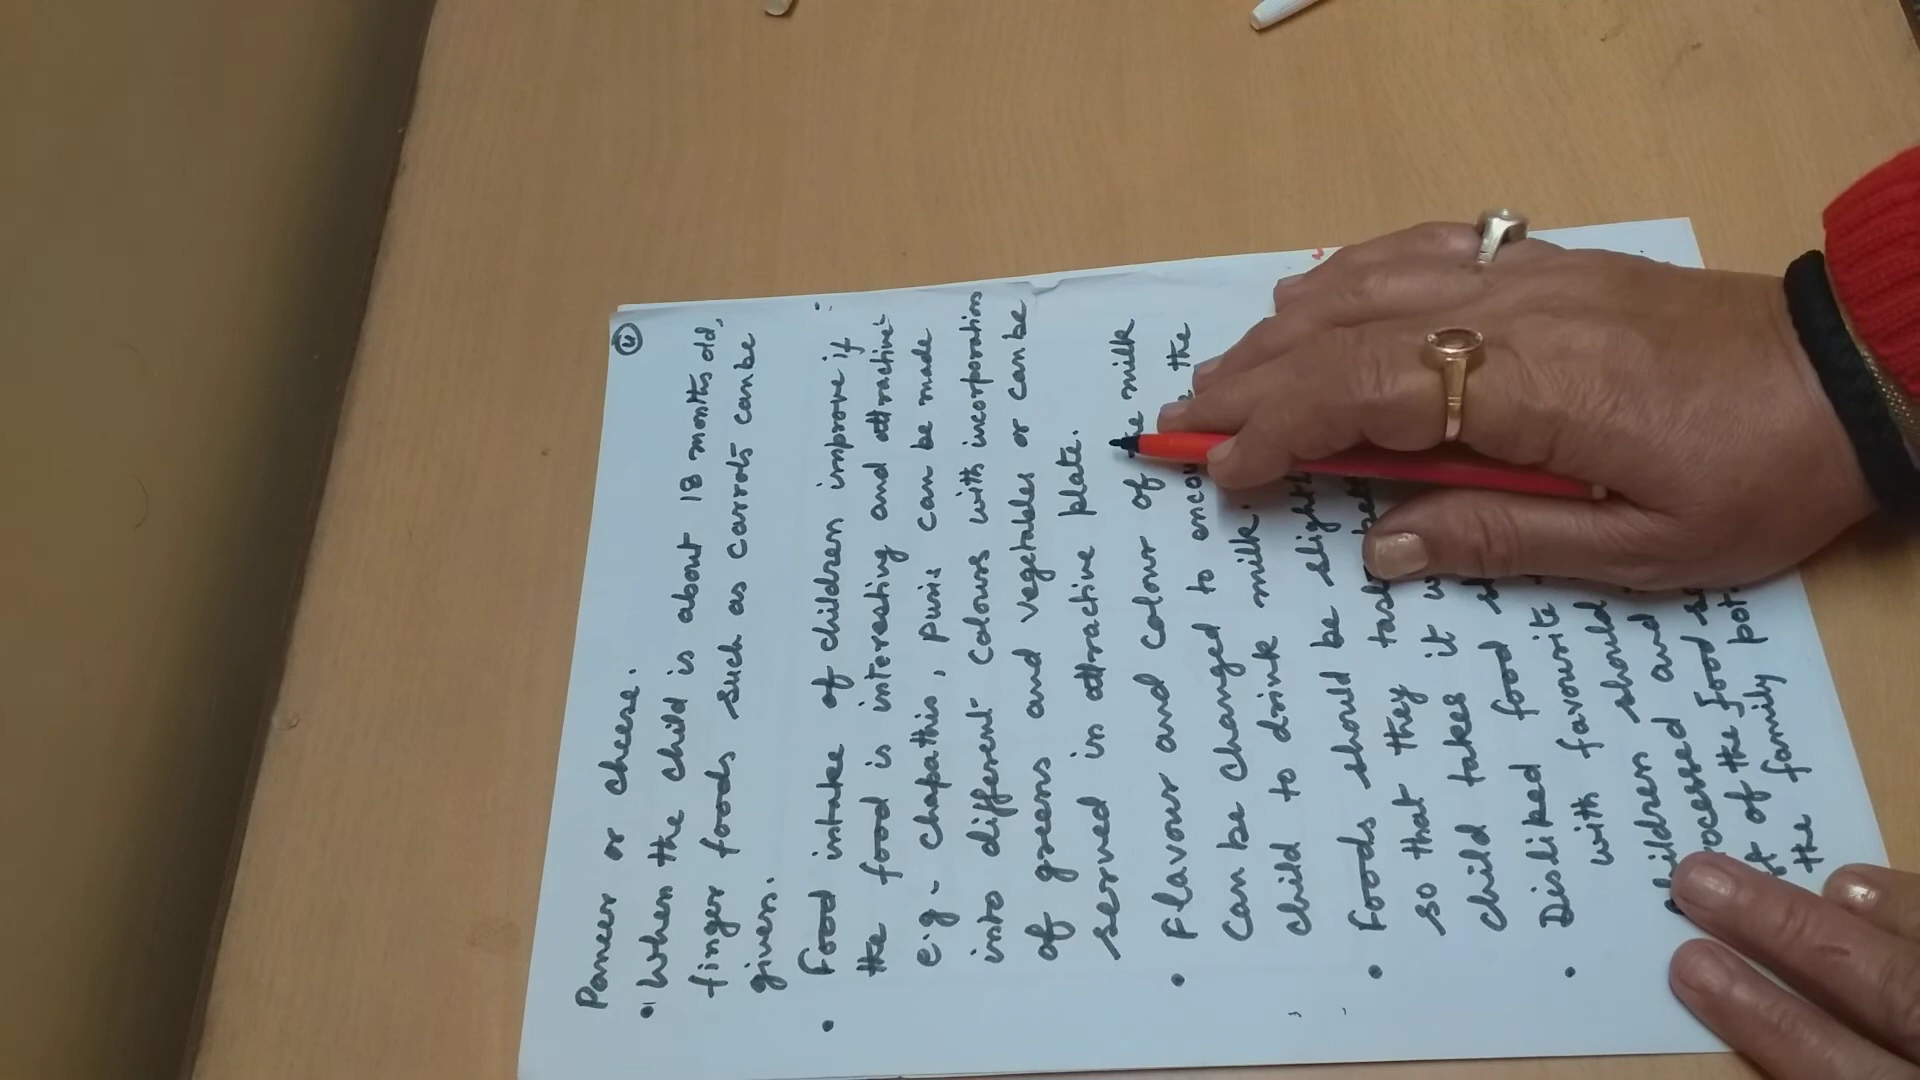 4
Paneer or cheese.
• When the child is about 18 months old,
finger foods such as carrots can be
given.
• Food intake of children improve if
the food is interesting and attractive
e.g- chapathis, puris can be made
into different colours with incorporation
of greens and vegetables or can be
served in attractive plate.
• Flavour and colour of the milk
can be changed to the
child to drink milk.
• Foods should be
so that they
child takes it
child food
• Disliked
with favourite
children and should
of the food
the family pot.